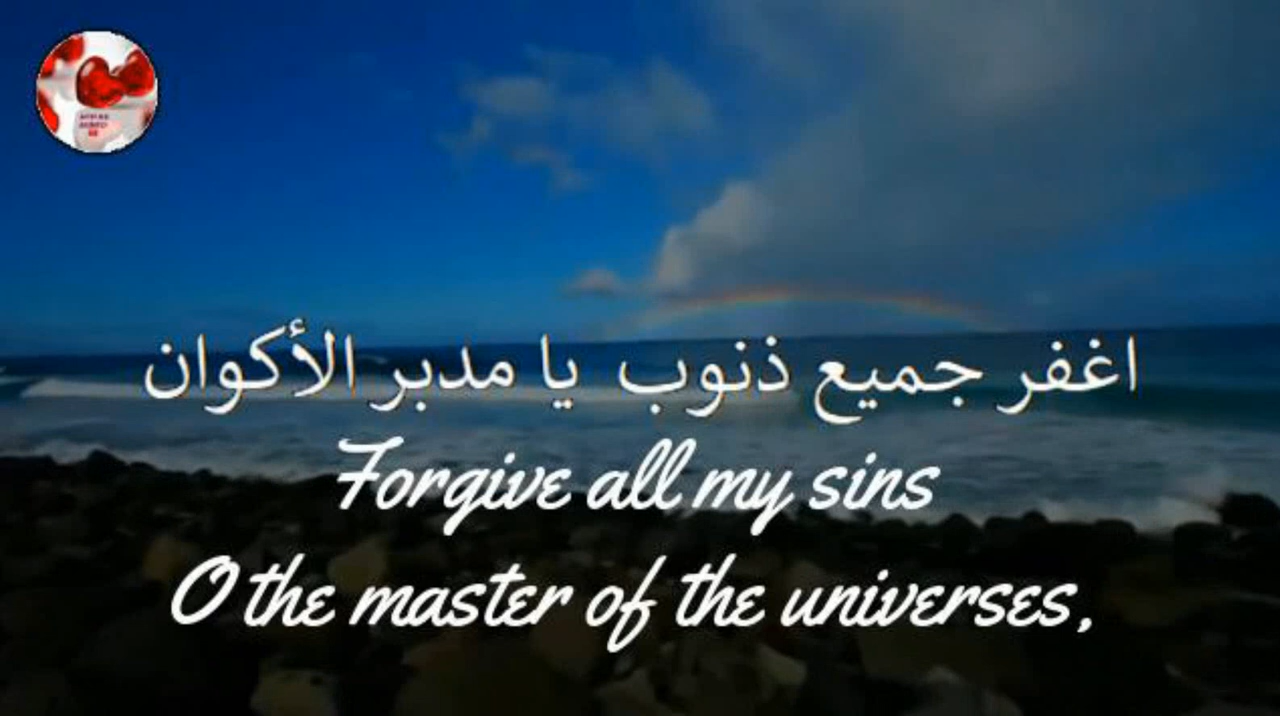 اغفر جميع ذنوب يا مدبر الأكوان
Forgive all my sins
O the master of the universes,